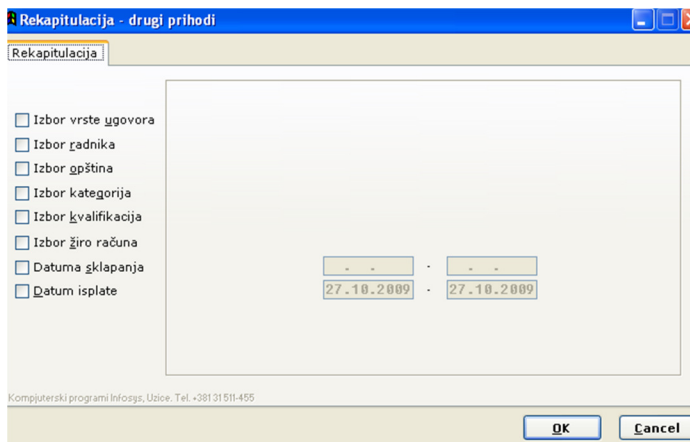 Rekapitulacija - drugi prihodi
Rekapitulacija
Izbor vrste ugovora
Izbor radnika
Izbor opština
Izbor kategorija
Izbor kvalifikacija
Izbor žiro računa
Datuma sklapanja . . - . .
Datum isplate 27.10.2009 - 27.10.2009
Kompjuterski programi Infosys, Uzice. Tel. +381 31 511-455
OK Cancel